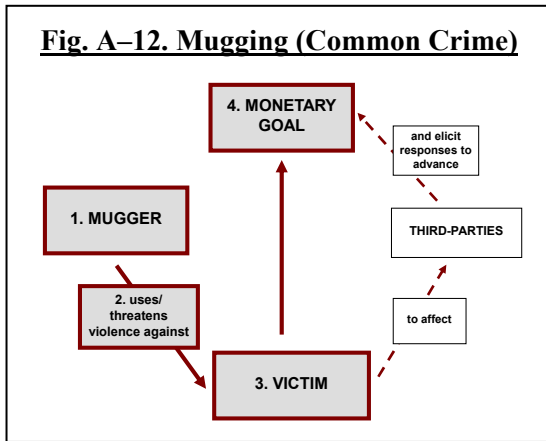 Fig. A–12. Mugging (Common Crime)
4. MONETARY
GOAL
and elicit
responses to
advance
1. MUGGER
THIRD-PARTIES
2. uses/
threatens
violence against
to affect
3. VICTIM